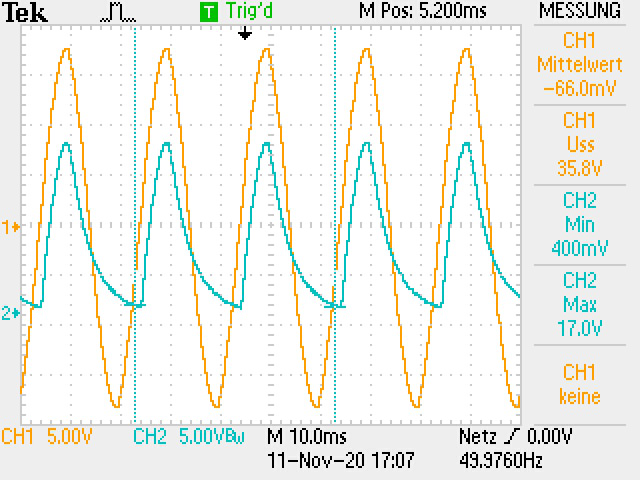 Tek T Trig'd M Pos: 5.200ms MESSUNG
CH1
Mittelwert
-66.0mV
CH1
Uss
35.8V
CH2
Min
400mV
CH2
Max
17.0V
CH1
keine
1
2
CH1 5.00V CH2 5.00VBw M 10.0ms Netz 0.00V
11-Nov-20 17:07 49.9760Hz